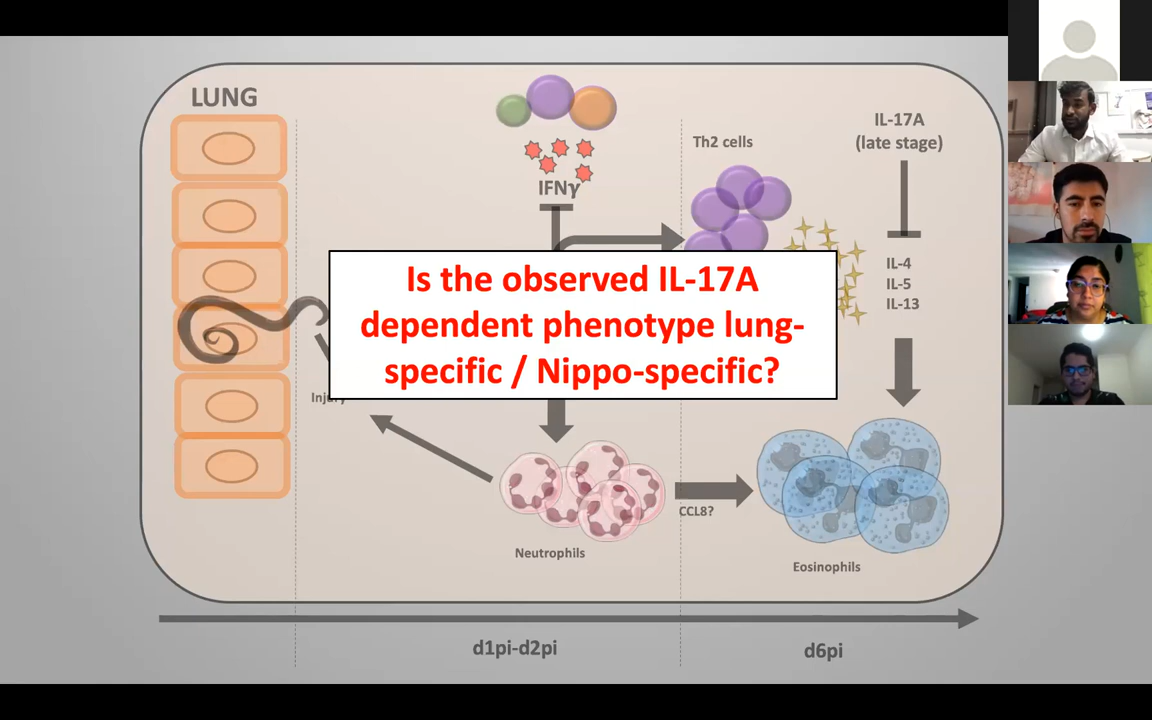 LUNG
IFNγ
Th2 cells
IL-17A
(late stage)
IL-4
IL-5
IL-13
Is the observed IL-17A
dependent phenotype lung-
specific / Nippo-specific?
Injury
Neutrophils
CCL8?
Eosinophils
d1pi-d2pi
d6pi